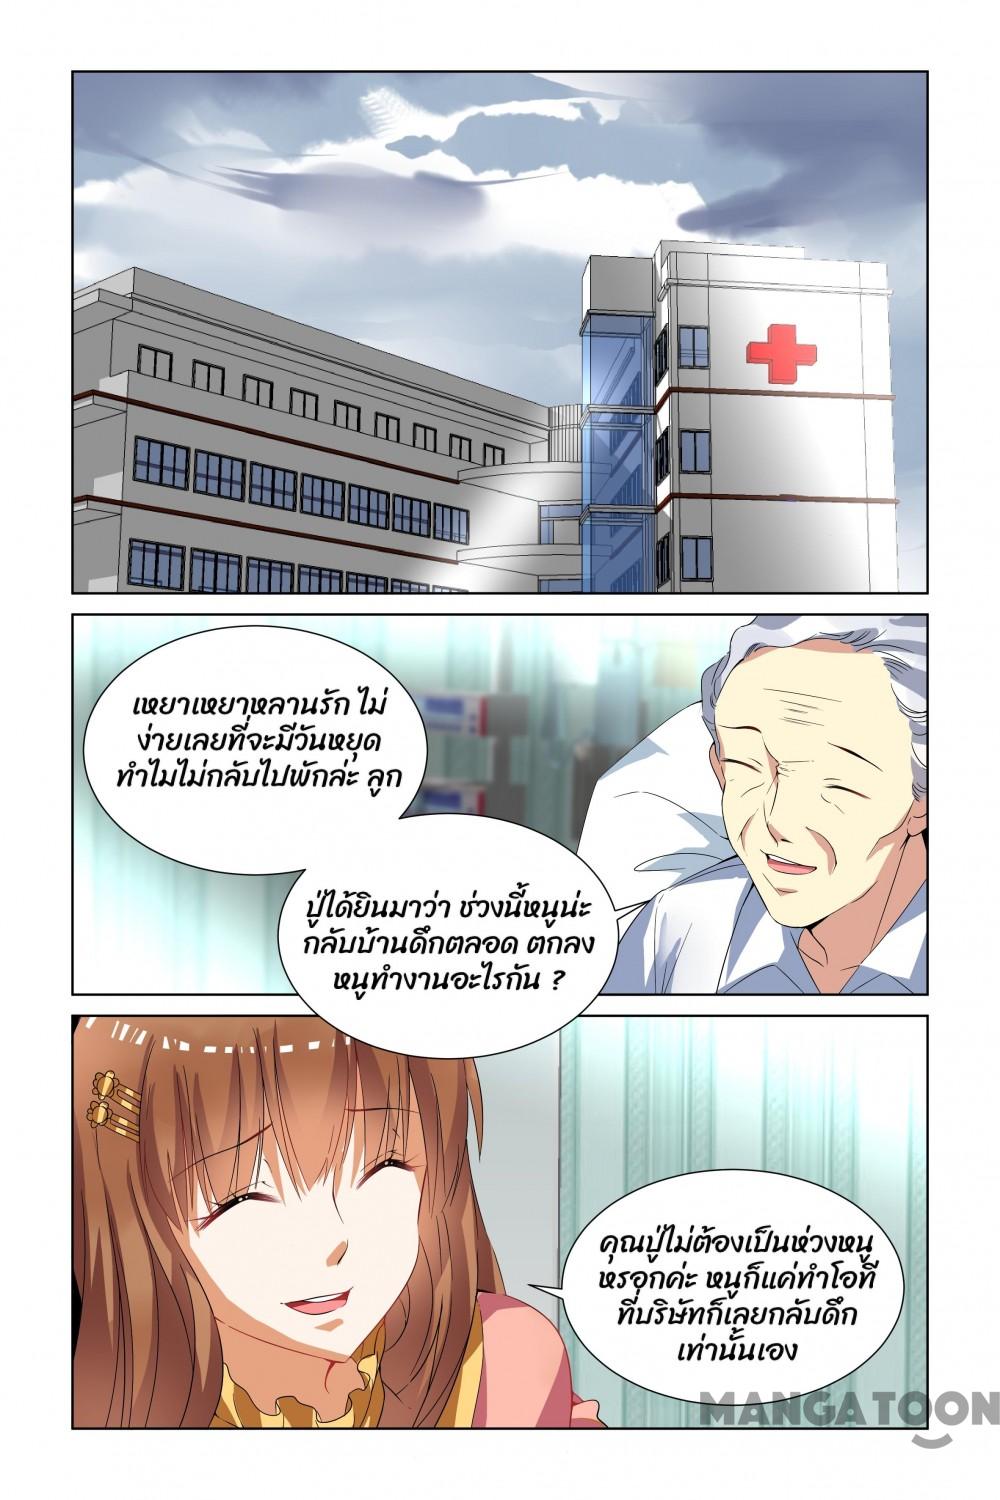 เหยาเหยาหลานรัก ไม่
ง่ายเลยที่จะมีวันหยุด
ทำไมไม่กลับไปพักล่ะ ลูก
ปู่ได้ยินมาว่า ช่วงนี้หนูน่ะ
กลับบ้านดึกตลอด ตกลง
หนูทำงานอะไรกัน ?
คุณปู่ไม่ต้องเป็นห่วงหนู
หรอกค่ะ หนูก็แค่ทำโอที
ที่บริษัทก็เลยกลับดึก
เท่านั้นเอง
MANGATOON